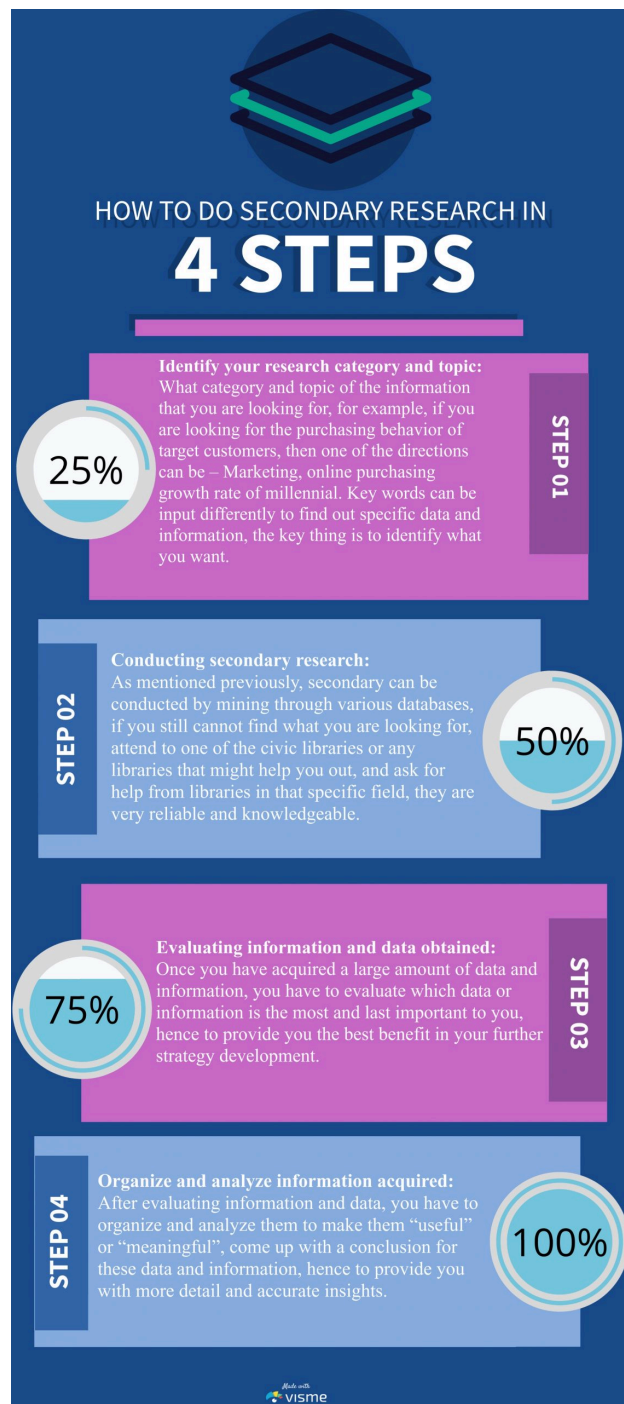 HOW TO DO SECONDARY RESEARCH IN
4 STEPS
Identify your research category and topic:
What category and topic of the information
that you are looking for, for example, if you
are looking for the purchasing behavior of
target customers, then one of the directions
can be – Marketing, online purchasing
growth rate of millennial. Key words can be
input differently to find out specific data and
information, the key thing is to identify what
you want.
25%
STEP 01
STEP 02
Conducting secondary research:
As mentioned previously, secondary can be
conducted by mining through various databases,
if you still cannot find what you are looking for,
attend to one of the civic libraries or any
libraries that might help you out, and ask for
help from libraries in that specific field, they are
very reliable and knowledgeable.
50%
75%
Evaluating information and data obtained:
Once you have acquired a large amount of data and
information, you have to evaluate which data or
information is the most and last important to you,
hence to provide you the best benefit in your further
strategy development.
STEP 03
STEP 04
Organize and analyze information acquired:
After evaluating information and data, you have to
organize and analyze them to make them “useful”
or “meaningful”, come up with a conclusion for
these data and information, hence to provide you
with more detail and accurate insights.
100%
Made with
visme